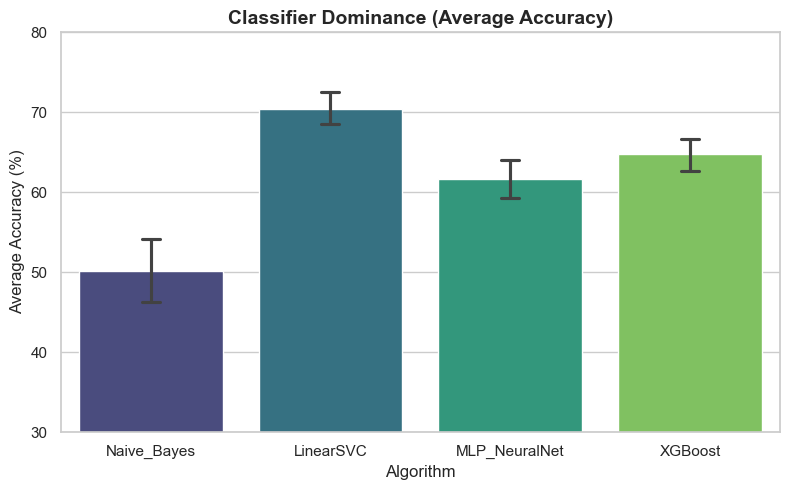 Classifier Dominance (Average Accuracy)
Average Accuracy (%)
80
70
60
50
40
30
Naive_Bayes LinearSVC MLP_NeuralNet XGBoost
Algorithm